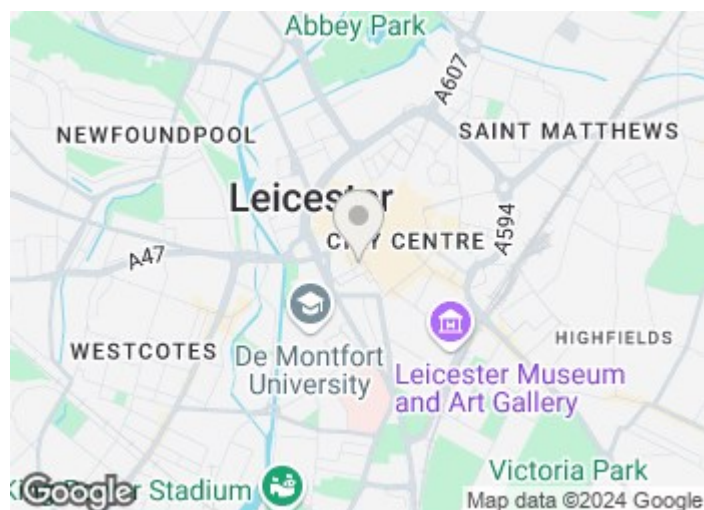 Abbey Park
A607
NEWFOUNDPOOL
SAINT MATTHEWS
Leicester
CITY CENTRE
A594
A47
WESTCOTES
De Montfort
University
HIGHFIELDS
Leicester Museum
and Art Gallery
Victoria Park
Stadium
Google
Map data ©2024 Google